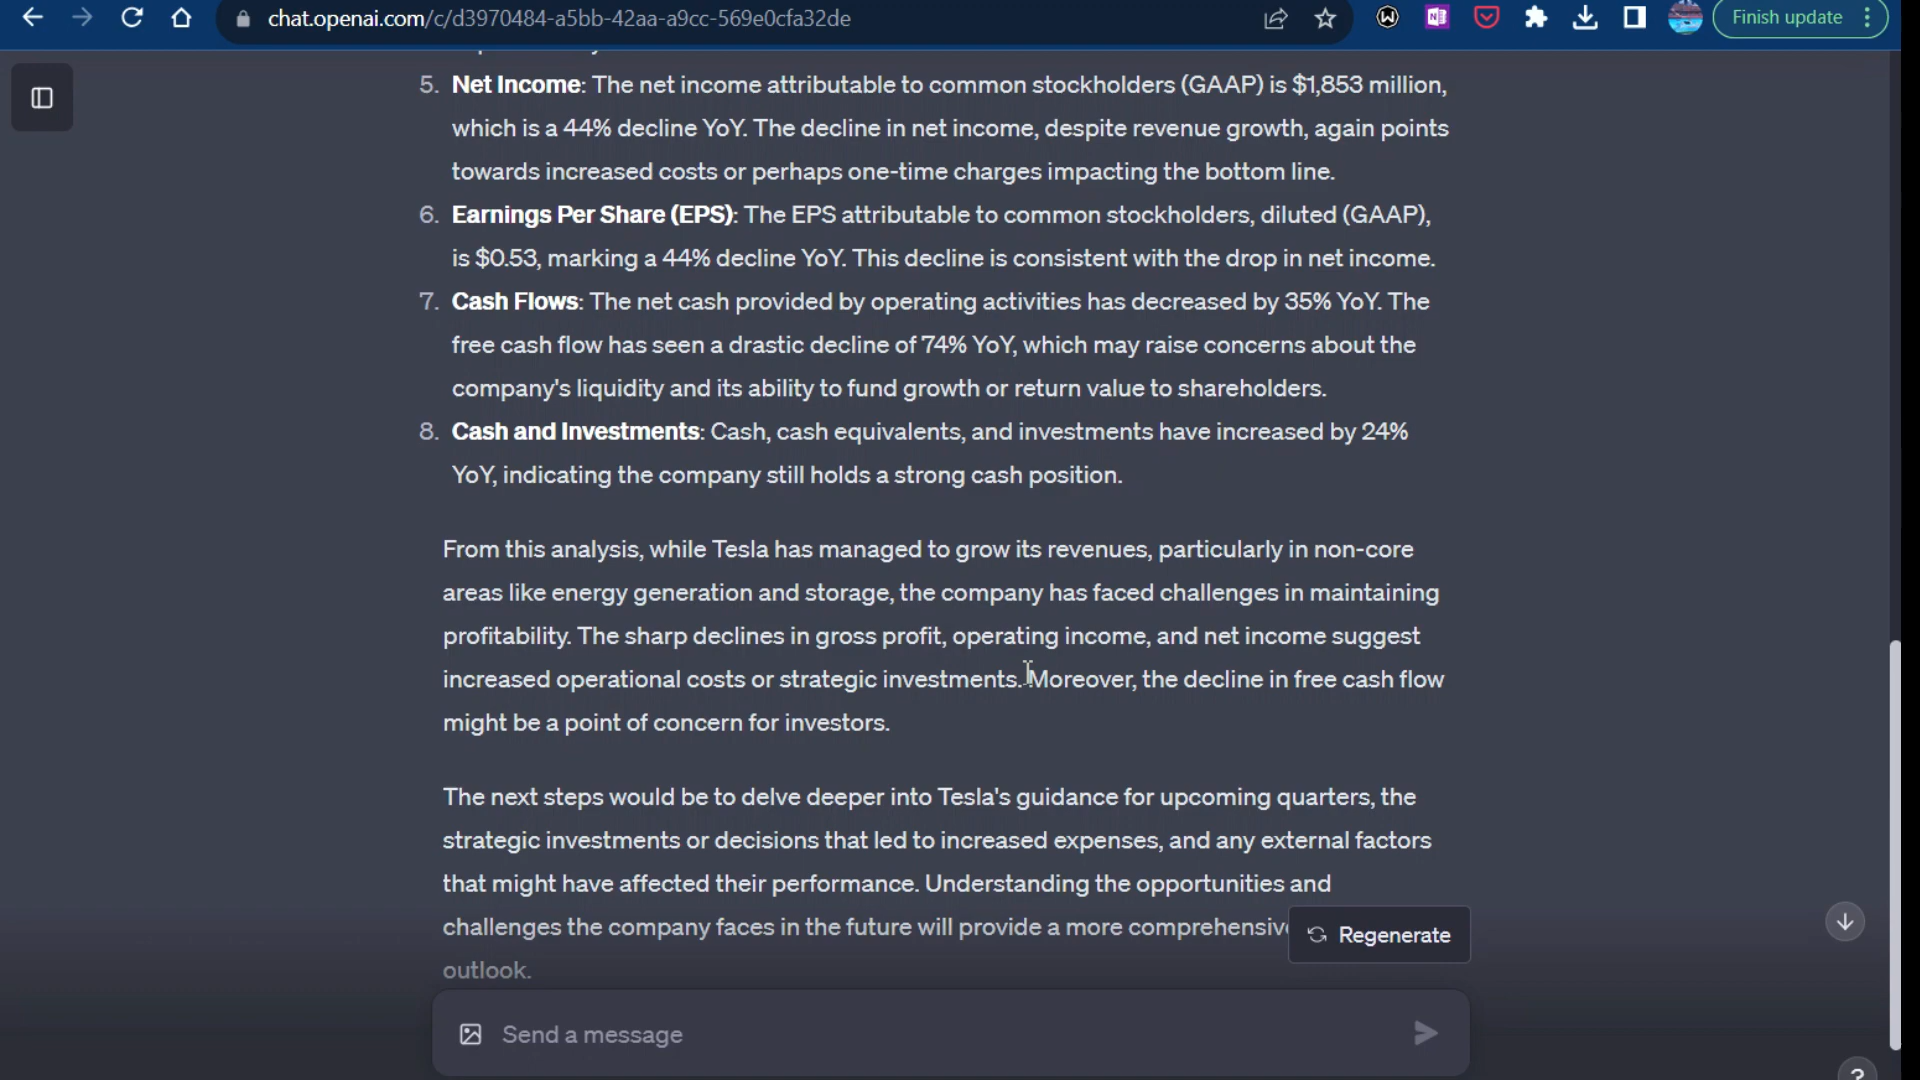 chat.openai.com/c/d3970484-a5bb-42aa-a9cc-569e0cfa32de
Finish update
5. Net Income: The net income attributable to common stockholders (GAAP) is $1,853 million,
which is a 44% decline YoY. The decline in net income, despite revenue growth, again points
towards increased costs or perhaps one-time charges impacting the bottom line.
6. Earnings Per Share (EPS): The EPS attributable to common stockholders, diluted (GAAP),
is $0.53, marking a 44% decline YoY. This decline is consistent with the drop in net income.
7. Cash Flows: The net cash provided by operating activities has decreased by 35% YoY. The
free cash flow has seen a drastic decline of 74% YoY, which may raise concerns about the
company's liquidity and its ability to fund growth or return value to shareholders.
8. Cash and Investments: Cash, cash equivalents, and investments have increased by 24%
YoY, indicating the company still holds a strong cash position.
From this analysis, while Tesla has managed to grow its revenues, particularly in non-core
areas like energy generation and storage, the company has faced challenges in maintaining
profitability. The sharp declines in gross profit, operating income, and net income suggest
increased operational costs or strategic investments. Moreover, the decline in free cash flow
might be a point of concern for investors.
The next steps would be to delve deeper into Tesla's guidance for upcoming quarters, the
strategic investments or decisions that led to increased expenses, and any external factors
that might have affected their performance. Understanding the opportunities and
challenges the company faces in the future will provide a more comprehensive
outlook.
Regenerate
Send a message
?